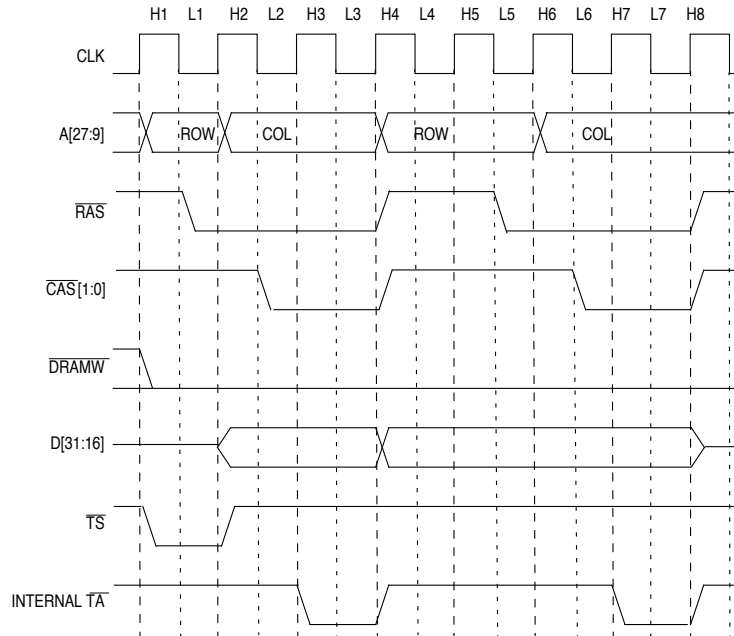 H1 L1 H2 L2 H3 L3 H4 L4 H5 L5 H6 L6 H7 L7 H8
CLK
A[27:9] ROW COL ROW COL
RAS
CAS[1:0]
DRAMW
D[31:16]
TS
INTERNAL TA